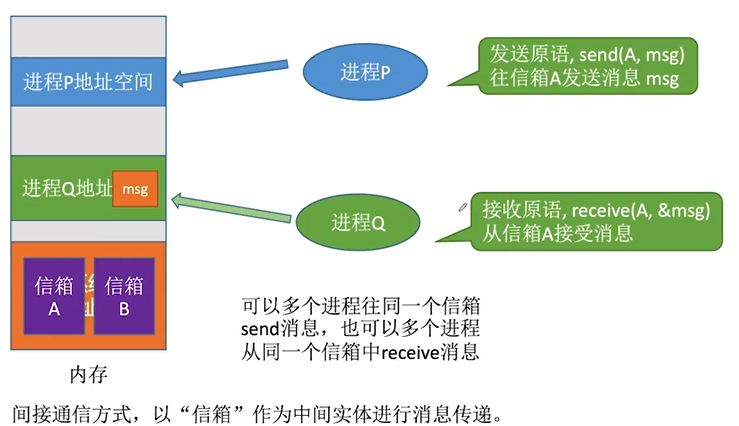 进程P地址空间
进程P
发送原语, send(A, msg)
往信箱A发送消息 msg
进程Q地址
msg
进程Q
接收原语, receive(A, &msg)
从信箱A接受消息
信箱
A
信箱
B
可以多个进程往同一个信箱
send消息，也可以多个进程
从同一个信箱中receive消息
内存
间接通信方式，以“信箱”作为中间实体进行消息传递。